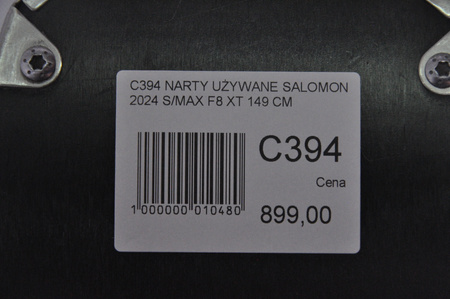 C394 NARTY UŻYWANE SALOMON
2024 S/MAX F8 XT 149 CM
C394
Cena
1 000000 010480
899,00